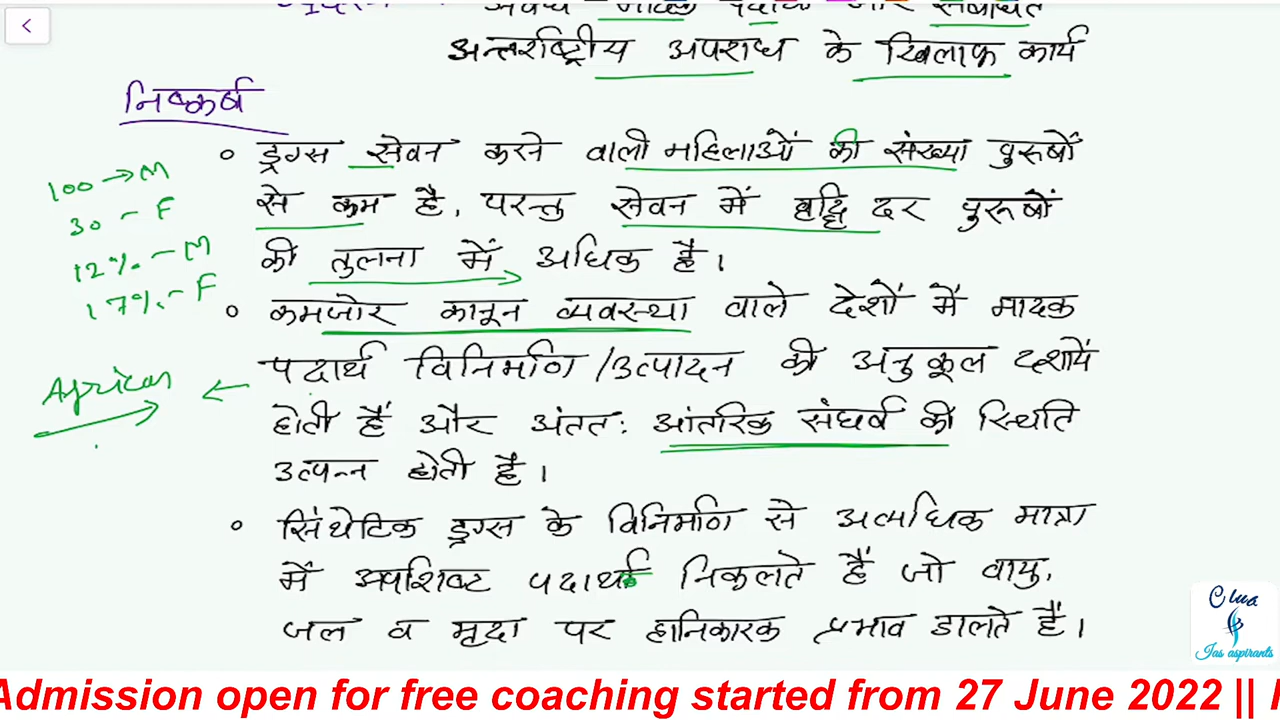 अन्तर्राष्ट्रीय अपराध के खिलाफ कार्य
निष्कर्ष
○ ड्रग्स सेवन करने वाली महिलाओं की संख्या पुरुषों
से कम है, परन्तु सेवन में वृद्धि दर पुरूषों
की तुलना में अधिक है।
100 → M
30 - F
12% - M
17% - F
○ कमजोर कानून व्यवस्था वाले देशों में मादक
पदार्थ विनिर्माण/उत्पादन की अनुकूल दशायें
African ←
होती हैं और अंततः आंतरिक संघर्ष की स्थिति
उत्पन्न होती है।
○ सिंथेटिक ड्रग्स के विनिर्माण से अत्यधिक मात्रा
में अपशिष्ट पदार्थ निकलते हैं जो वायु,
जल व मृदा पर हानिकारक प्रभाव डालते हैं।
Clua
Ias aspirants
Admission open for free coaching started from 27 June 2022 ||